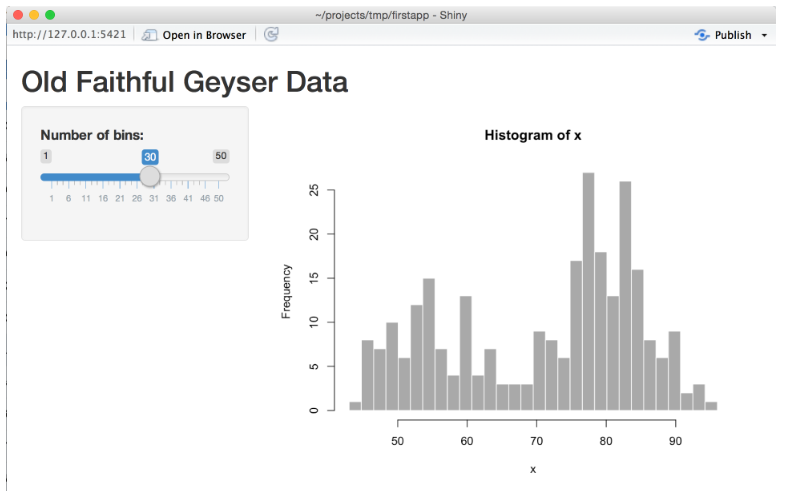 ~/projects/tmp/firstapp - Shiny
http://127.0.0.1:5421 Open in Browser Publish
Old Faithful Geyser Data
Number of bins:
1 30 50
1 6 11 16 21 26 31 36 41 46 50
Histogram of x
Frequency
25
20
15
10
5
0
50 60 70 80 90
x